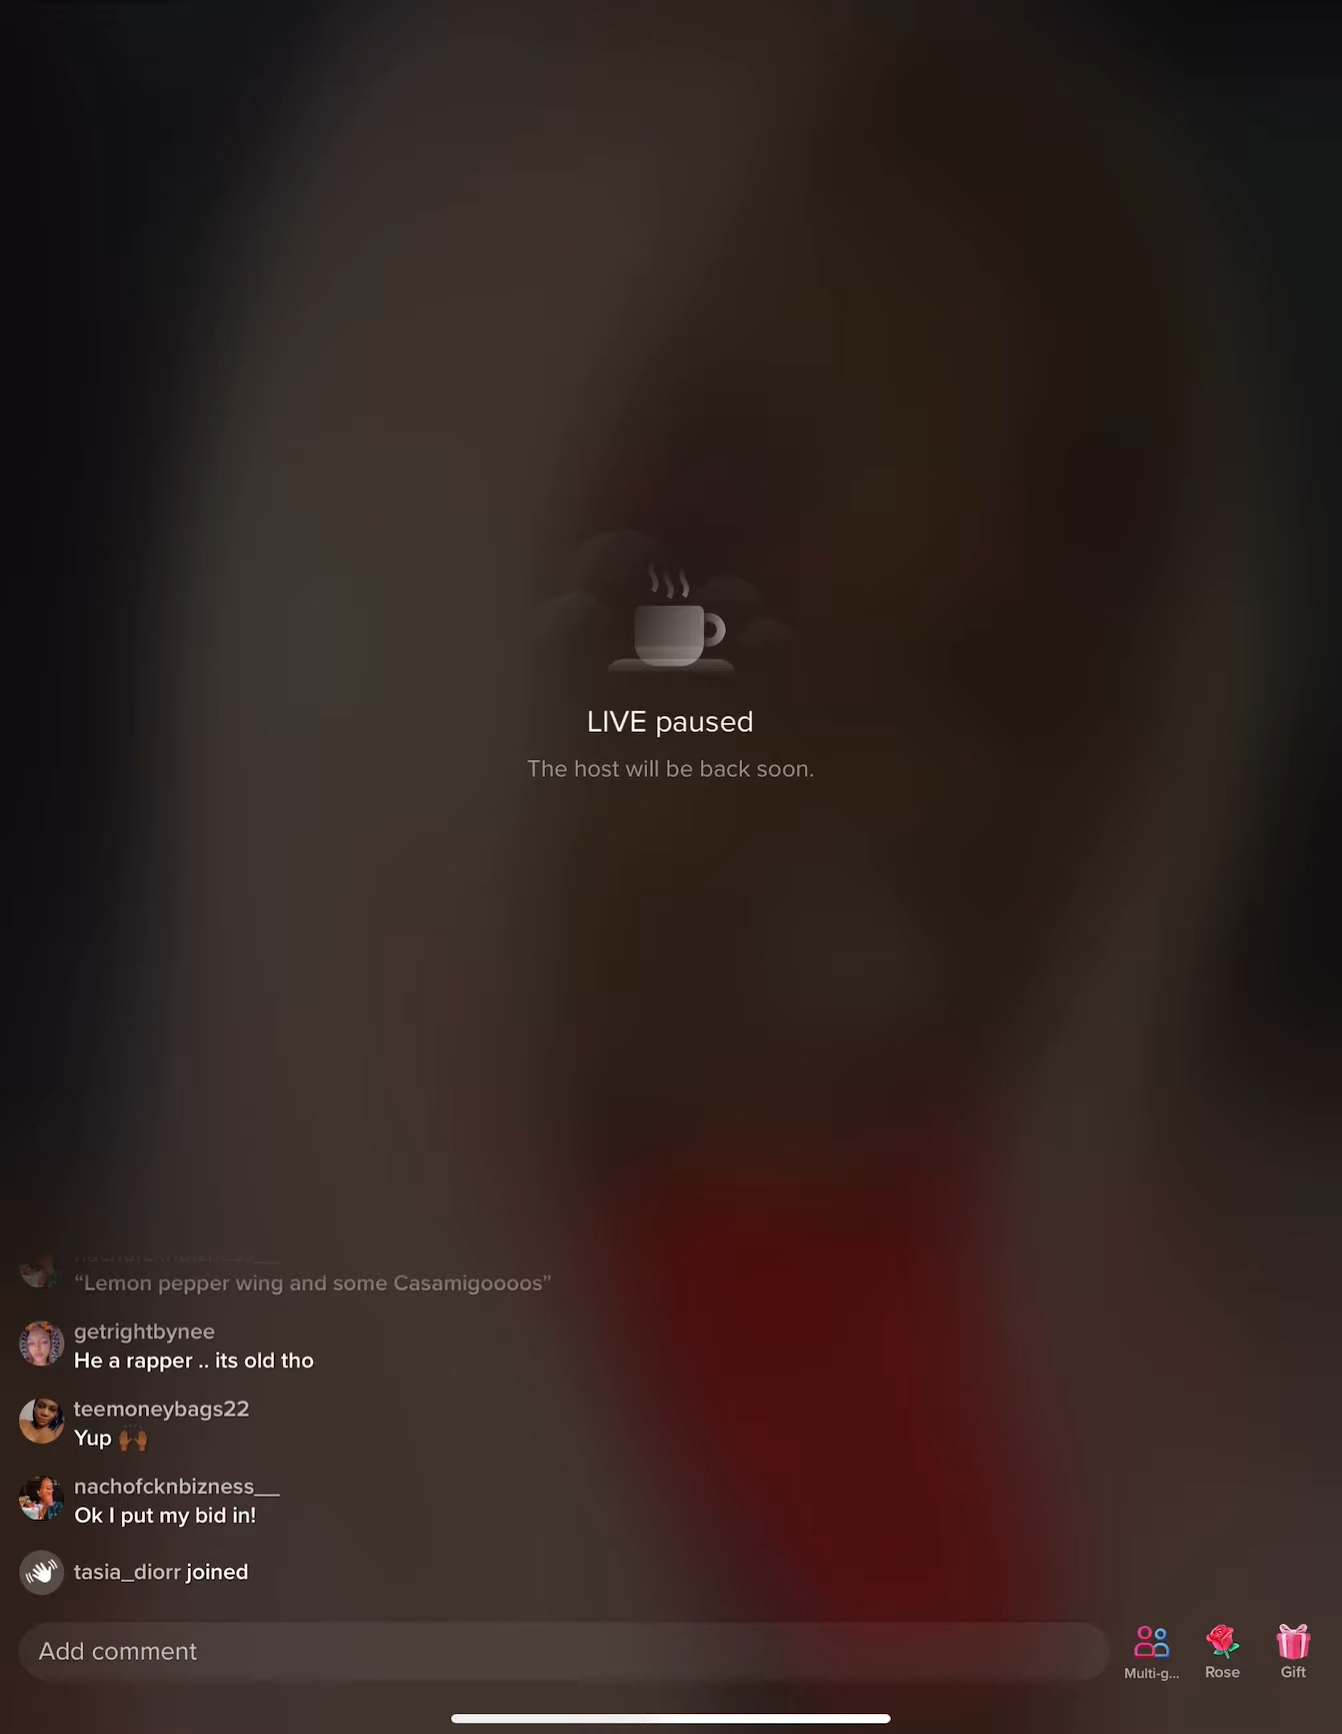 LIVE paused
The host will be back soon.
nachofcknbizness__
“Lemon pepper wing and some Casamigoooos”
getrightbynee
He a rapper .. its old tho
teemoneybags22
Yup 🙌🏾
nachofcknbizness__
Ok I put my bid in!
tasia_diorr joined
Add comment
Multi-g...
Rose
Gift